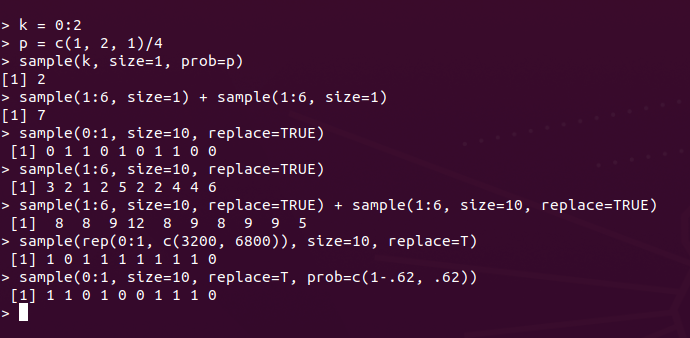 > k = 0:2
> p = c(1, 2, 1)/4
> sample(k, size=1, prob=p)
[1] 2
> sample(1:6, size=1) + sample(1:6, size=1)
[1] 7
> sample(0:1, size=10, replace=TRUE)
 [1] 0 1 1 0 1 0 1 1 0 0
> sample(1:6, size=10, replace=TRUE)
 [1] 3 2 1 2 5 2 2 4 4 6
> sample(1:6, size=10, replace=TRUE) + sample(1:6, size=10, replace=TRUE)
 [1]  8  8  9 12  8  9  8  9  9  5
> sample(rep(0:1, c(3200, 6800)), size=10, replace=T)
 [1] 1 0 1 1 1 1 1 1 1 0
> sample(0:1, size=10, replace=T, prob=c(1-.62, .62))
 [1] 1 1 0 1 0 0 1 1 1 0
>